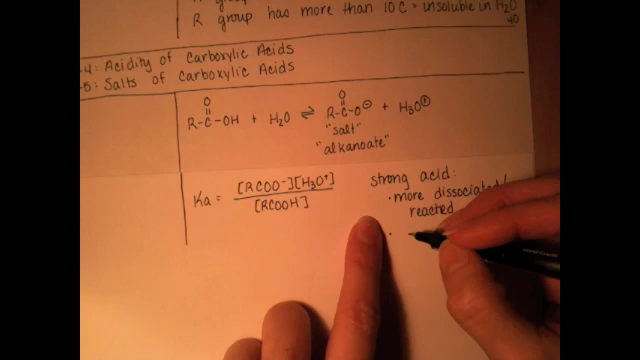 R group has more than 10 C = insoluble in H₂O
40
-4: Acidity of Carboxylic Acids
-5: Salts of Carboxylic Acids
O O
R-C-OH + H₂O ⇌ R-C-O⊖ + H₃O⊕
"salt"
"alkanoate"
Ka = [RCOO⁻][H₃O⁺]
[RCOOH]
strong acid:
• more dissociated/
reacted